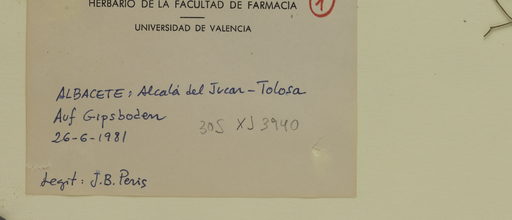 HERBARIO DE LA FACULTAD DE FARMACIA
1
UNIVERSIDAD DE VALENCIA
ALBACETE: Alcalá del Jucar-Tolosa
Auf Gipsboden
26-6-1981
30S XJ 3940
Legit: J.B. Peris